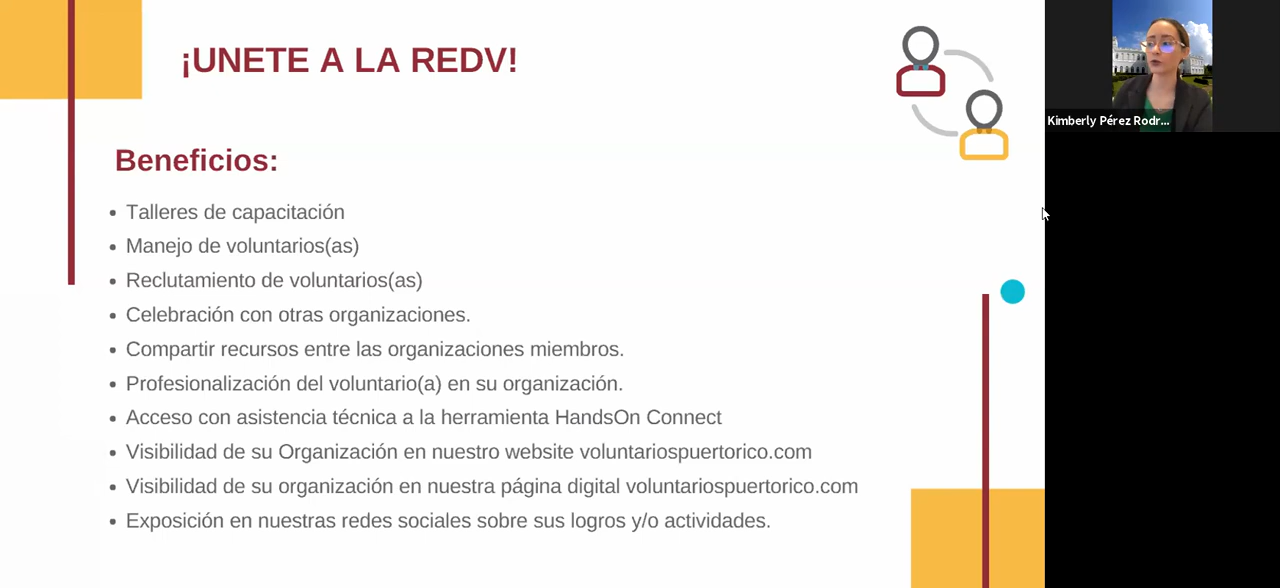 ¡UNETE A LA REDV!
Beneficios:
Talleres de capacitación
Manejo de voluntarios(as)
Reclutamiento de voluntarios(as)
Celebración con otras organizaciones.
Compartir recursos entre las organizaciones miembros.
Profesionalización del voluntario(a) en su organización.
Acceso con asistencia técnica a la herramienta HandsOn Connect
Visibilidad de su Organización en nuestro website voluntariospuertorico.com
Visibilidad de su organización en nuestra página digital voluntariospuertorico.com
Exposición en nuestras redes sociales sobre sus logros y/o actividades.
Kimberly Pérez Rodr...